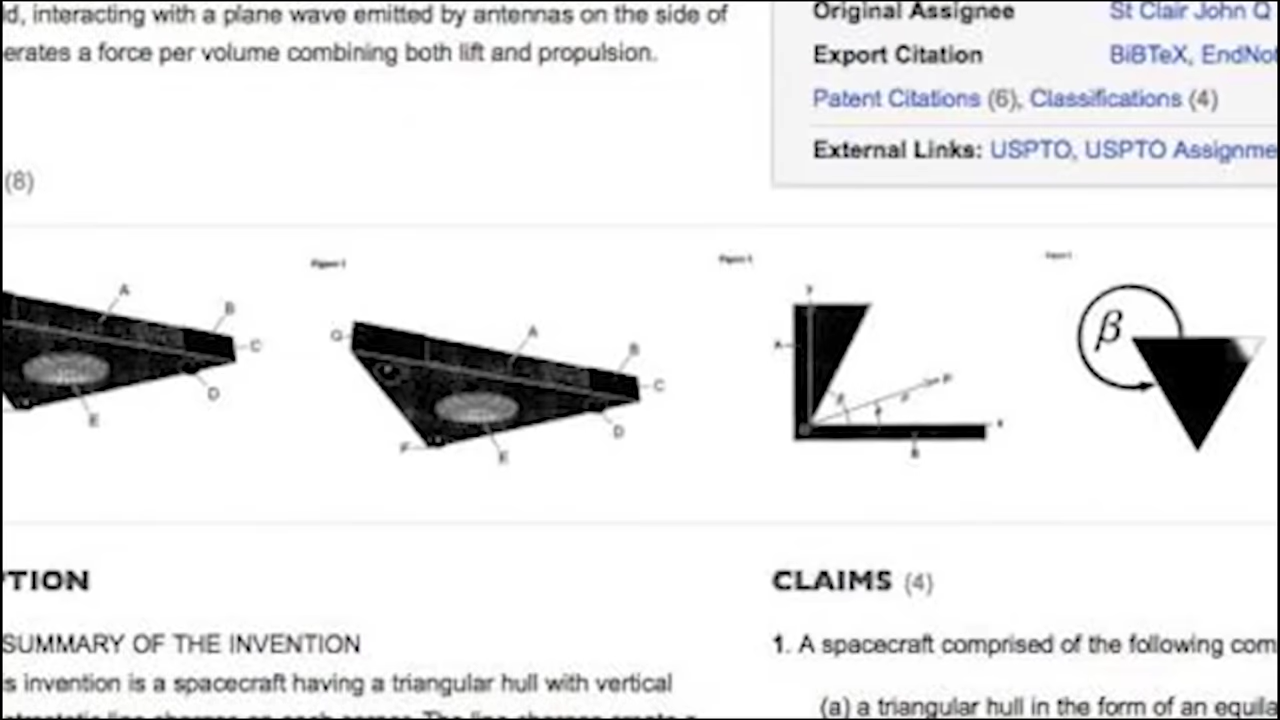 d, interacting with a plane wave emitted by antennas on the side of
erates a force per volume combining both lift and propulsion.
Original Assignee St Clair John Q
Export Citation BiBTeX, EndNot
Patent Citations (6), Classifications (4)
External Links: USPTO, USPTO Assignme
(8)
A
B
C
D
E
G
A
B
C
D
E
F
β
PTION
SUMMARY OF THE INVENTION
s invention is a spacecraft having a triangular hull with vertical
CLAIMS (4)
1. A spacecraft comprised of the following com
(a) a triangular hull in the form of an equila